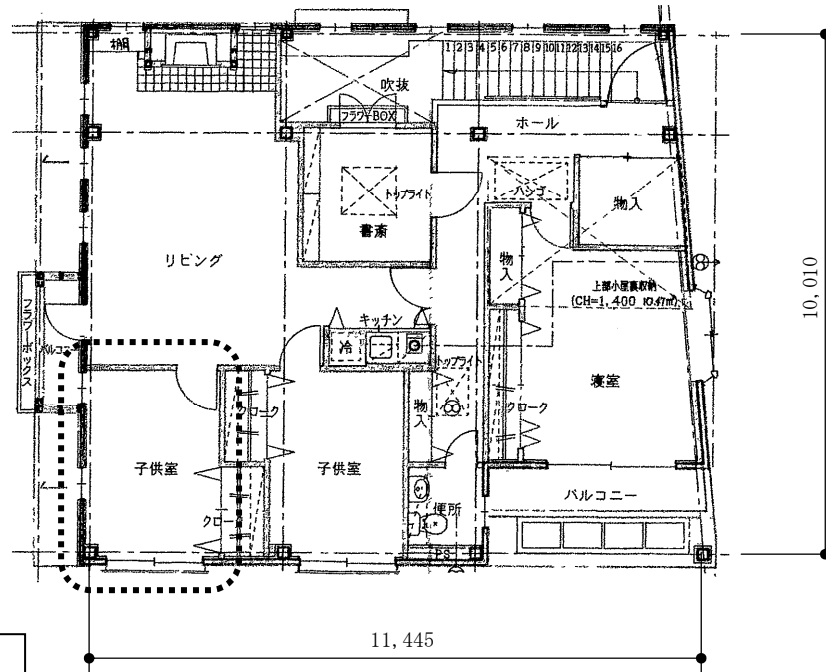 棚
1 2 3 4 5 6 7 8 9 10 11 12 13 14 15 16
吹抜
フラワーBOX
ホール
トップライト
書斎
ハシゴ
物入
リビング
物入
上部小屋裏収納
(CH=1,400 10.47㎡)
10,010
フラワーボックス
バルコニー
キッチン
冷
トップライト
寝室
クローク
物入
クローク
子供室
子供室
バルコニー
クローク
便所
PS
11,445